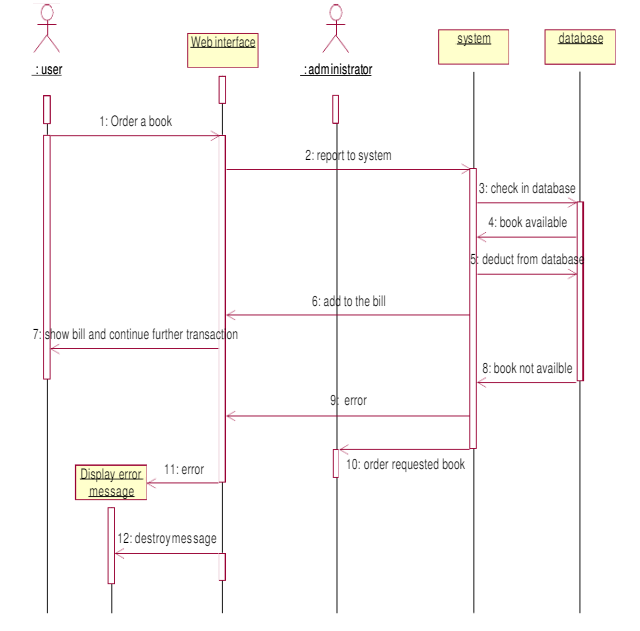 Web interface
system
database
: user
: administrator
1: Order a book
2: report to system
3: check in database
4: book available
5: deduct from database
6: add to the bill
7: show bill and continue further transaction
8: book not availble
9: error
10: order requested book
11: error
Display error
message
12: destroy message